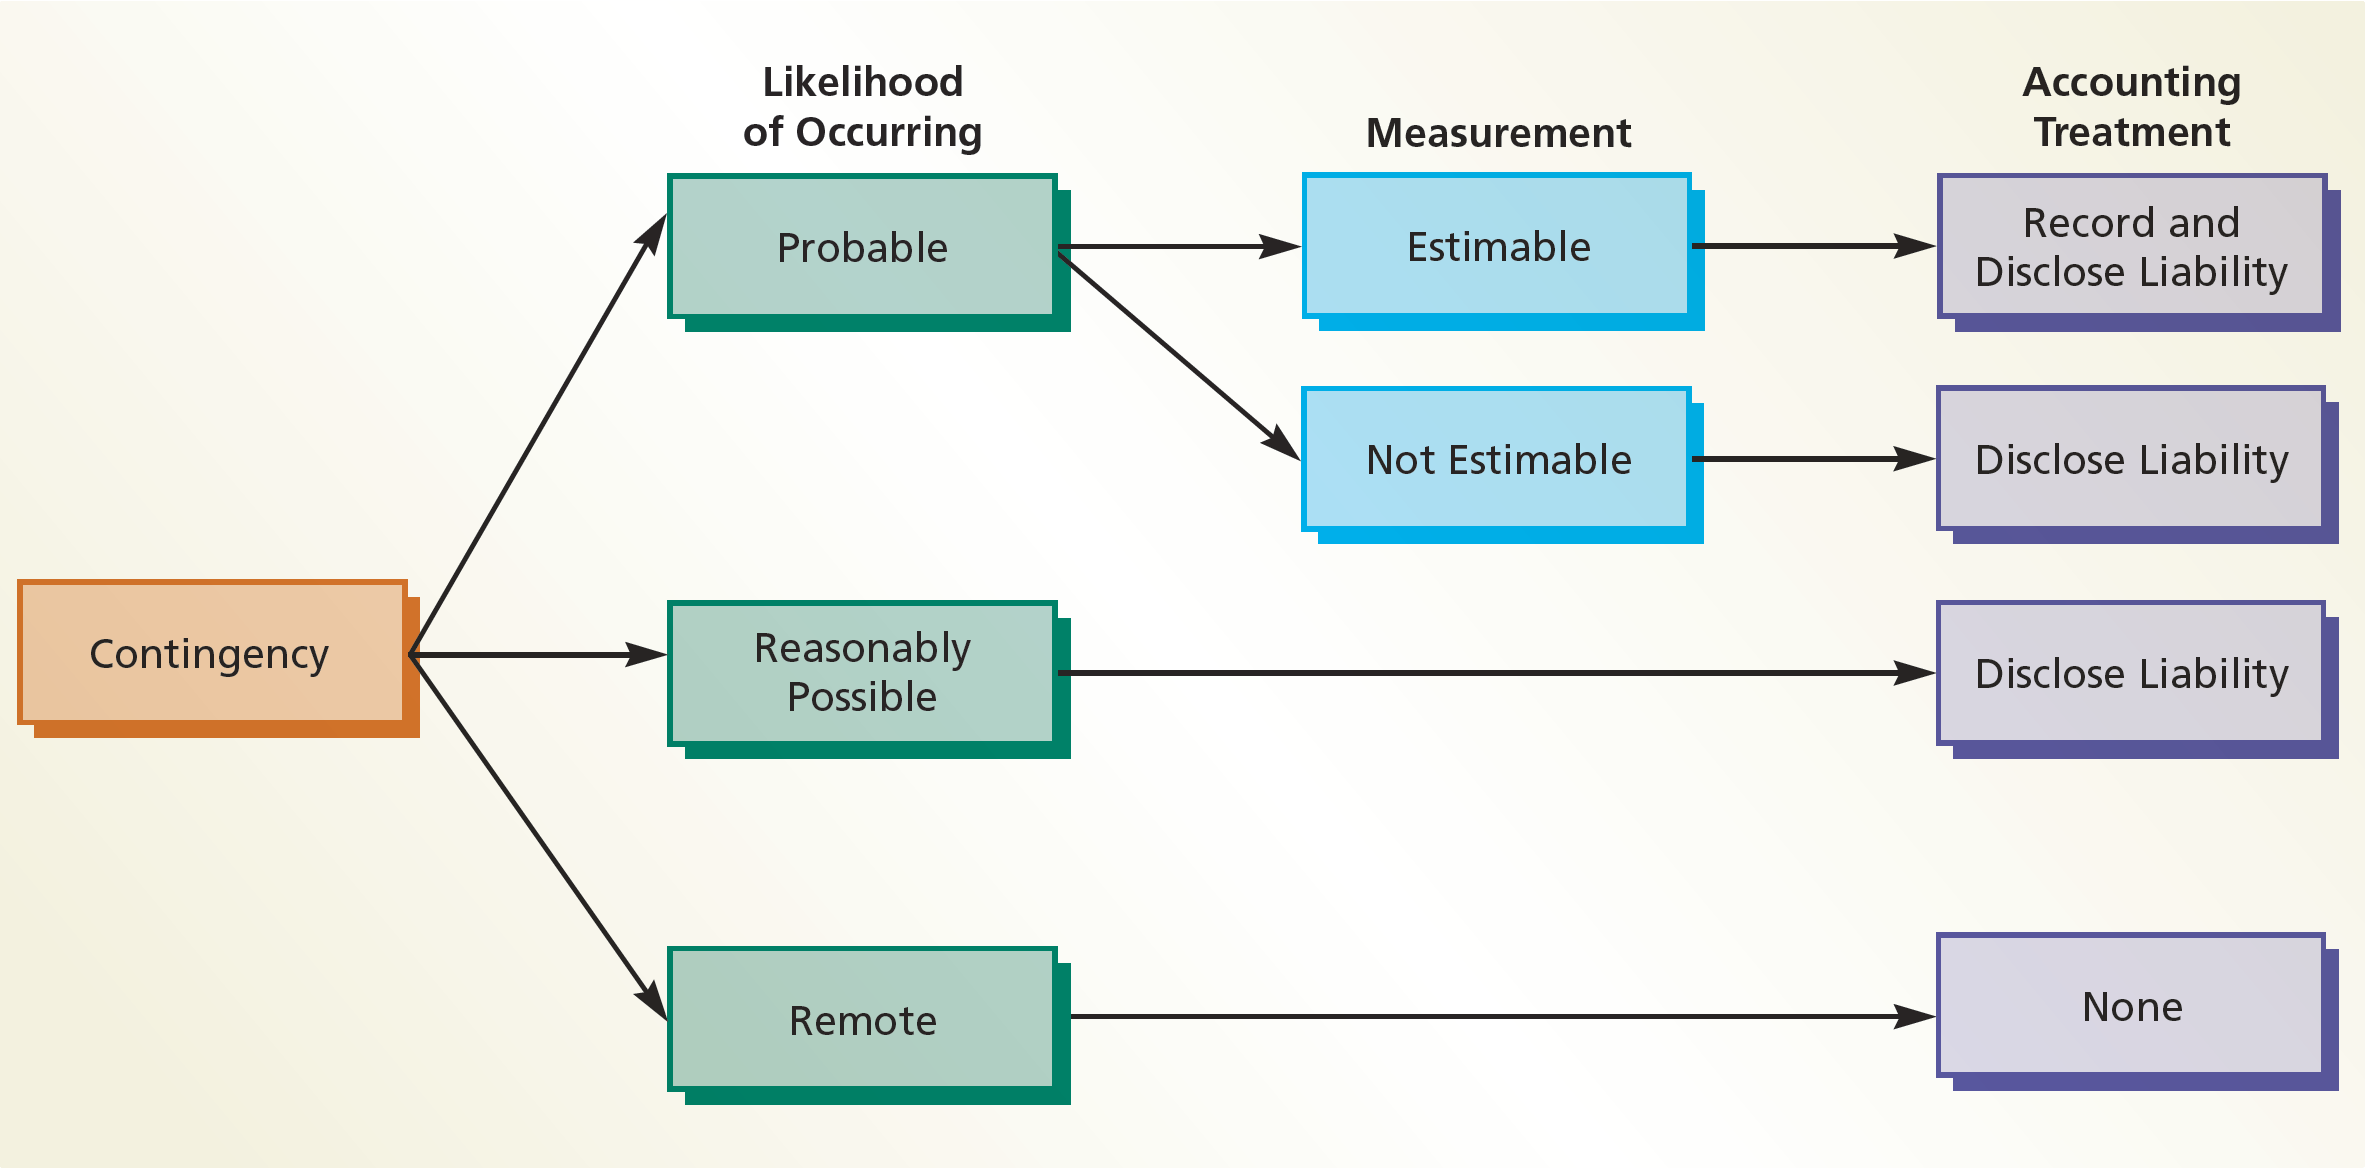 Likelihood
of Occurring
Measurement
Accounting
Treatment
Probable
Estimable
Record and
Disclose Liability
Not Estimable
Disclose Liability
Contingency
Reasonably
Possible
Disclose Liability
Remote
None